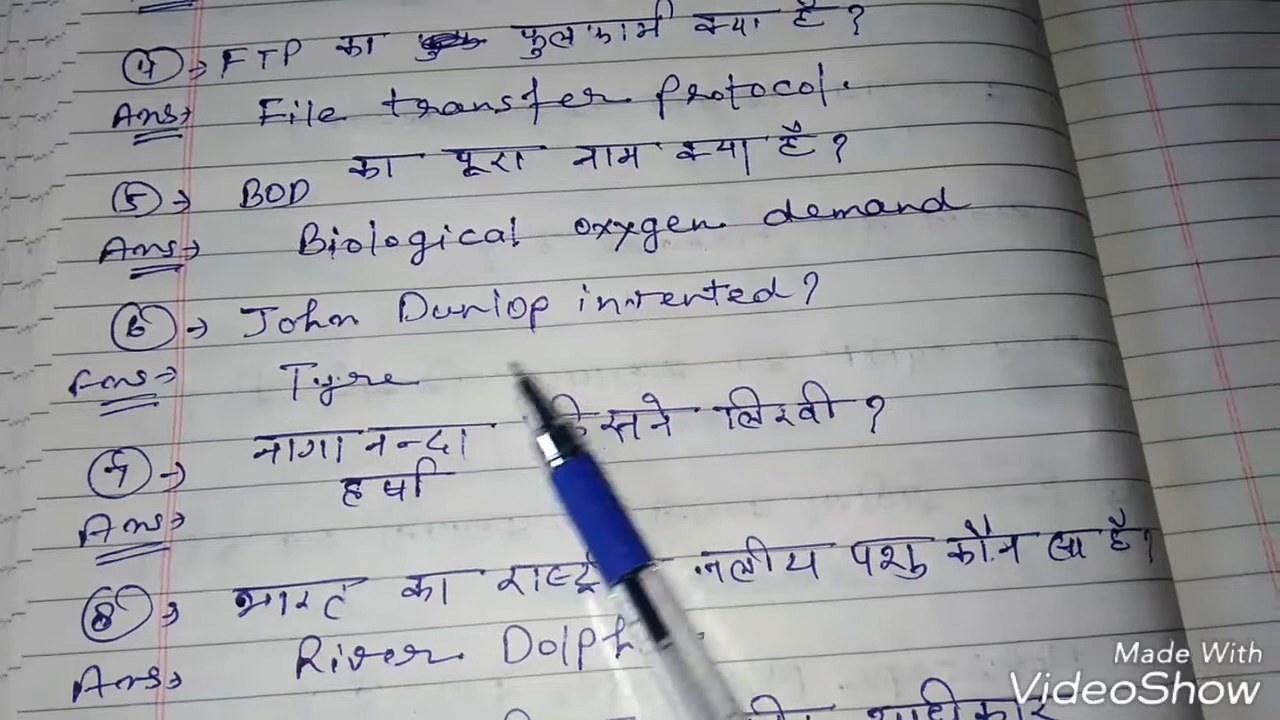 4 → FTP का फुलफार्म क्या है ?
Ans → File transfer Protocol.
5 → BOD का पूरा नाम क्या है ?
Ans → Biological oxygen demand
6 → John Dunlop invented ?
Ans → Tyre
7 → नागानन्दा किसने लिखी ?
Ans → हर्षा
8 → भारत का जलीय पशु कौन सा है ?
Ans → River
Made With
VideoShow